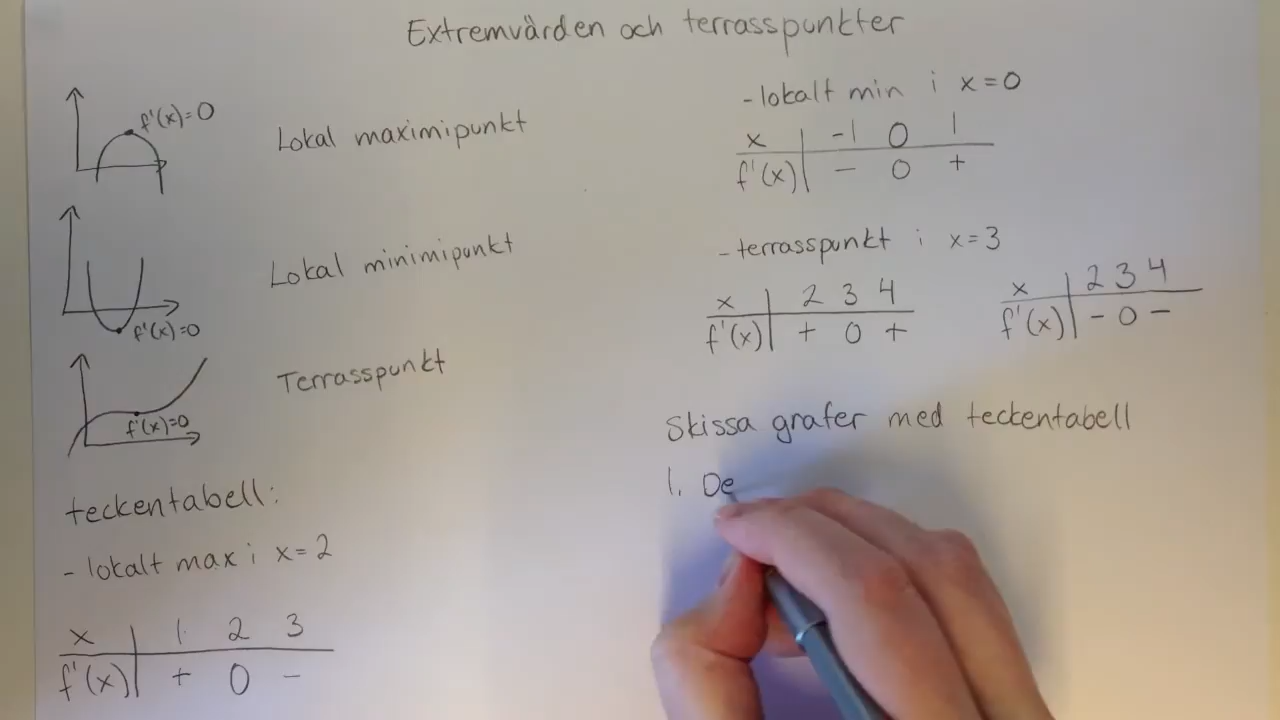 Extremvärden och terrasspunkter
f'(x)=0
Lokal maximipunkt
Lokal minimipunkt
f'(x)=0
Terrasspunkt
f'(x)=0
teckentabell:
- lokalt max i x=2
x | 1 2 3
f'(x) | + 0 -
- lokalt min i x=0
x | -1 0 1
f'(x) | - 0 +
- terrasspunkt i x=3
x | 2 3 4
f'(x) | + 0 +
x | 2 3 4
f'(x) | - 0 -
Skissa grafer med teckentabell
1. De